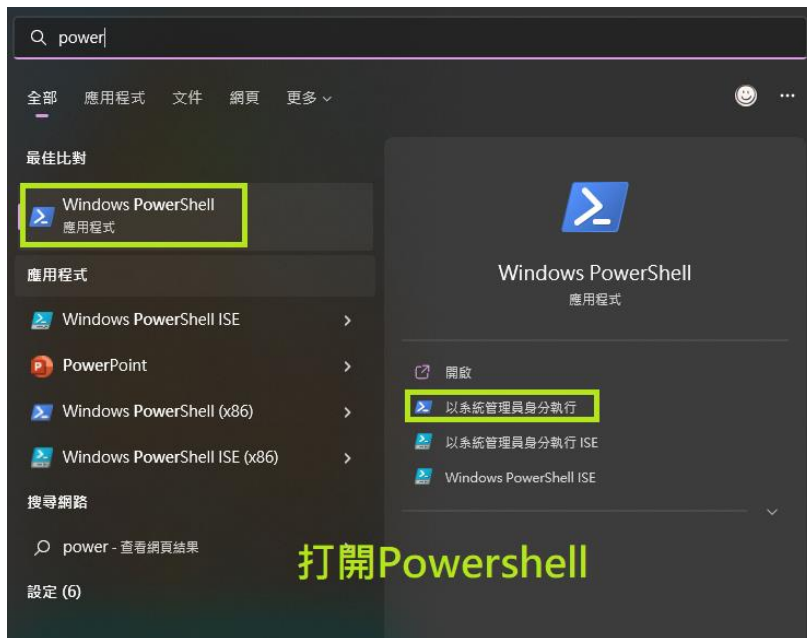 power
全部 應用程式 文件 網頁 更多
最佳比對
Windows PowerShell
應用程式
應用程式
Windows PowerShell ISE
PowerPoint
Windows PowerShell (x86)
Windows PowerShell ISE (x86)
搜尋網路
power - 查看網頁結果
設定 (6)
Windows PowerShell
應用程式
開啟
以系統管理員身分執行
以系統管理員身分執行 ISE
Windows PowerShell ISE
打開Powershell